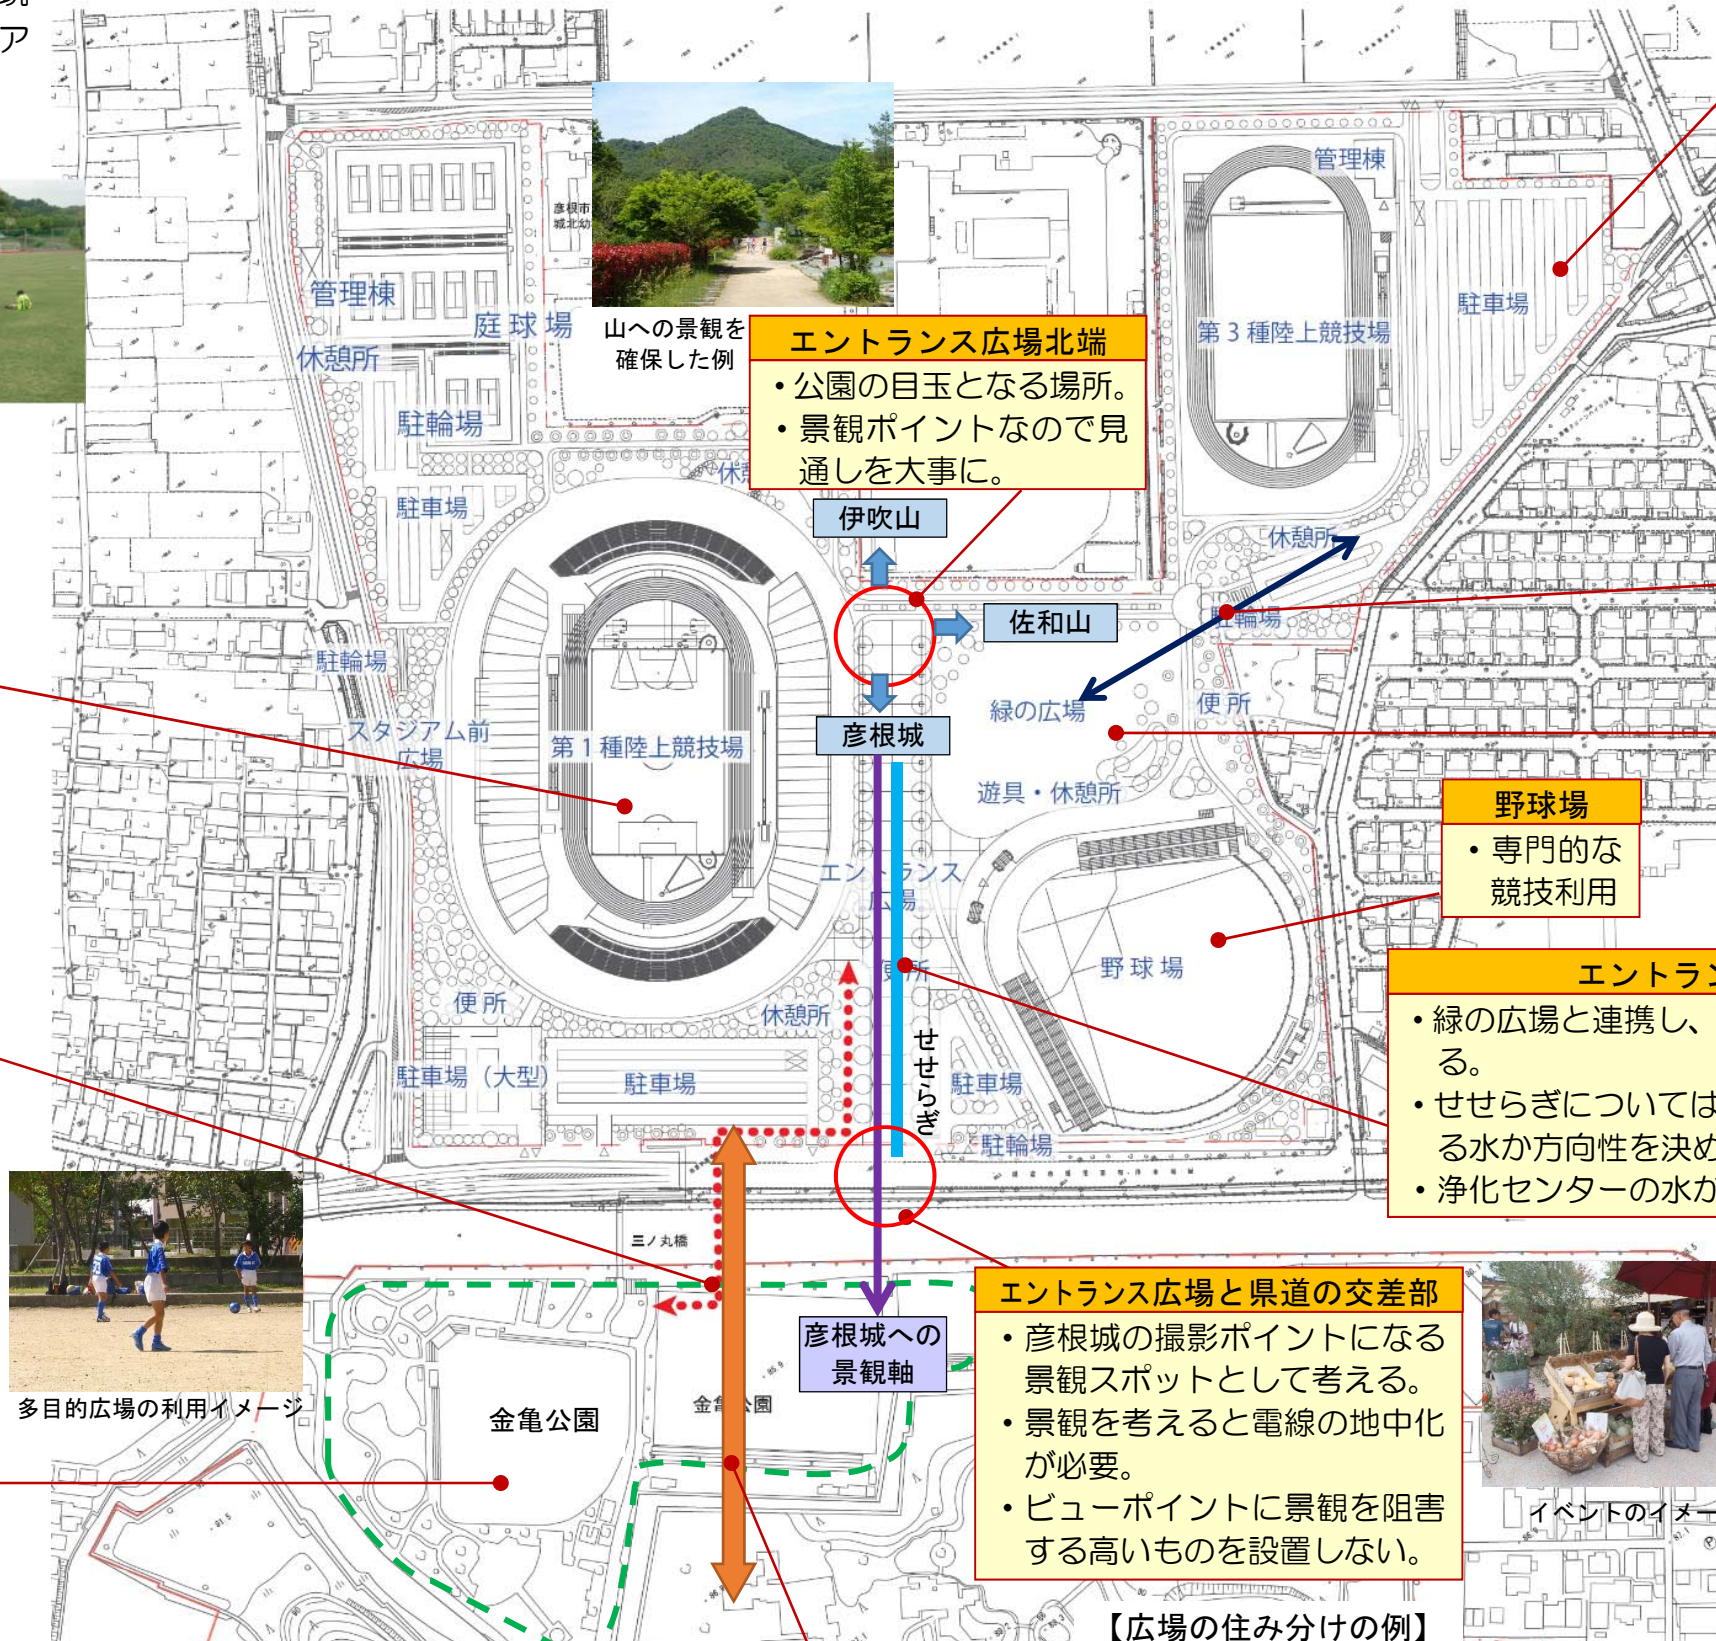 ア
管理棟
彦根市
城北幼
管理棟
庭球場
休憩所
山への景観を
確保した例
エントランス広場北端
・公園の目玉となる場所。
・景観ポイントなので見
通しを大事に。
第3種陸上競技場
駐車場
駐輪場
駐車場
伊吹山
休憩所
佐和山
駐輪場
駐輪場
緑の広場
便所
スタジアム前
広場
第1種陸上競技場
彦根城
遊具・休憩所
野球場
・専門的な
競技利用
エントランス
広場
野球場
便所
便所
休憩所
エントラン
・緑の広場と連携し、
る。
・せせらぎについては
る水か方向性を決め
・浄化センターの水か
せせらぎ
駐車場（大型）
駐車場
駐車場
駐輪場
三ノ丸橋
多目的広場の利用イメージ
金亀公園
金亀公園
彦根城への
景観軸
エントランス広場と県道の交差部
・彦根城の撮影ポイントになる
景観スポットとして考える。
・景観を考えると電線の地中化
が必要。
・ビューポイントに景観を阻害
する高いものを設置しない。
イベントのイメー
【広場の住み分けの例】